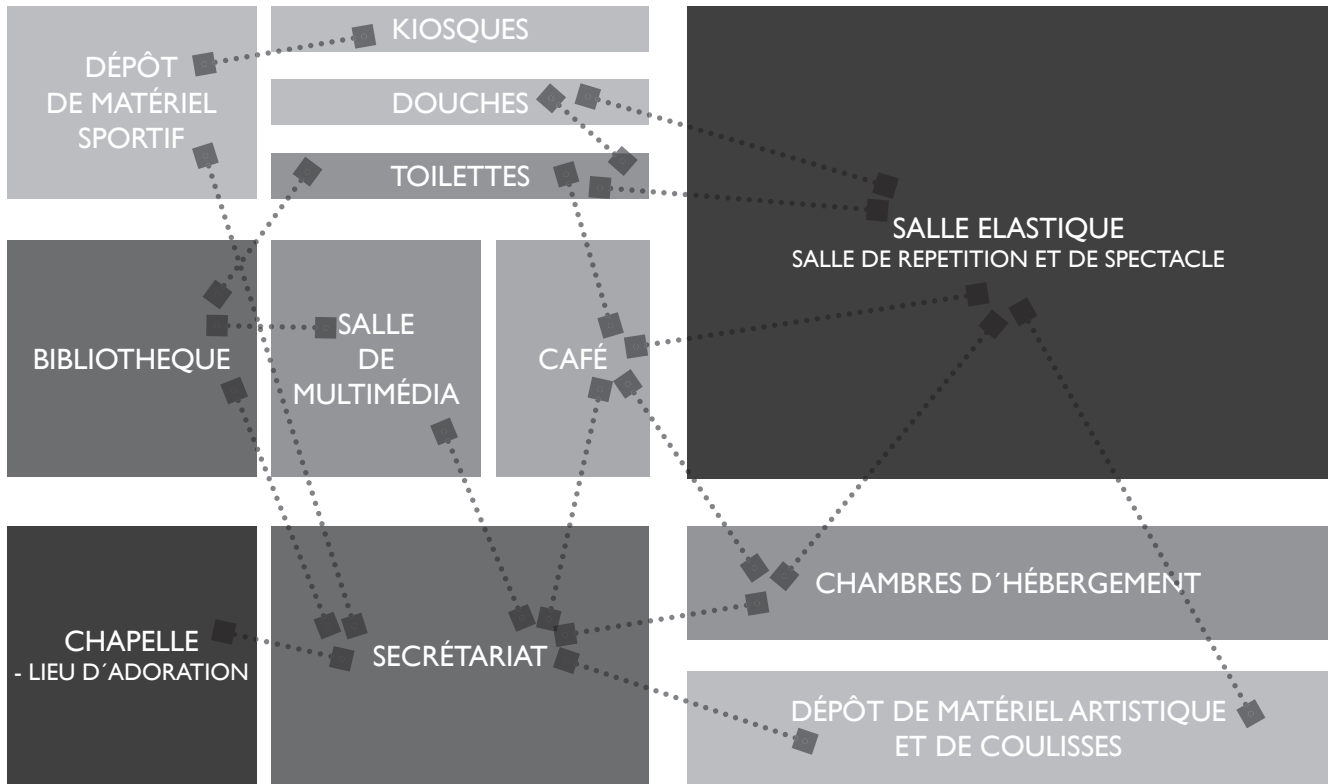 DÉPÔT
DE MATÉRIEL
SPORTIF
KIOSQUES
DOUCHES
TOILETTES
SALLE ELASTIQUE
SALLE DE REPETITION ET DE SPECTACLE
BIBLIOTHEQUE
SALLE
DE
MULTIMÉDIA
CAFÉ
CHAPELLE
- LIEU D´ADORATION
SECRÉTARIAT
CHAMBRES D´HÉBERGEMENT
DÉPÔT DE MATÉRIEL ARTISTIQUE
ET DE COULISSES